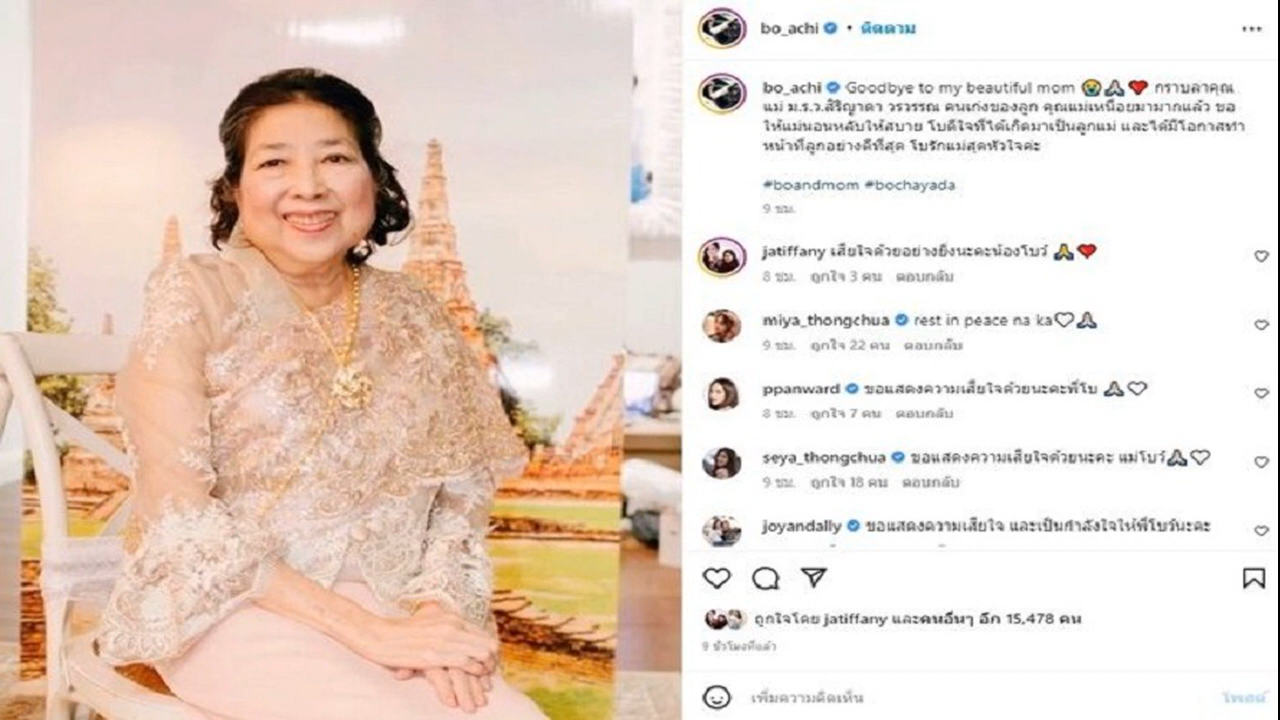 bo_achi • ติดตาม
bo_achi Goodbye to my beautiful mom 😭🙏❤️ กราบลาคุณ
แม่ ม.ร.ว.สิริญาดา วรวรรณ คนเก่งของลูก คุณแม่เหนื่อยมามากแล้ว ขอ
ให้แม่นอนหลับให้สบาย โบดีใจที่ได้เกิดมาเป็นลูกแม่ และได้มีโอกาสทำ
หน้าที่ลูกอย่างดีที่สุด โบรักแม่สุดหัวใจค่ะ
#boandmom #bochayada
9 ชม.
jatiffany เสียใจด้วยอย่างยิ่งนะคะน้องโบว์ 🙏❤️
8 ชม. ถูกใจ 3 คน ตอบกลับ
miya_thongchua rest in peace na ka🤍🙏
9 ชม. ถูกใจ 22 คน ตอบกลับ
ppanward ขอแสดงความเสียใจด้วยนะคะพี่โบ 🙏🤍
8 ชม. ถูกใจ 7 คน ตอบกลับ
seya_thongchua ขอแสดงความเสียใจด้วยนะคะ แม่โบว์🙏🤍
9 ชม. ถูกใจ 18 คน ตอบกลับ
joyandally ขอแสดงความเสียใจ และเป็นกำลังใจให้พี่โบว์นะคะ
ถูกใจโดย jatiffany และคนอื่นๆ อีก 15,478 คน
9 ชั่วโมงที่แล้ว
เพิ่มความคิดเห็น
โพสต์